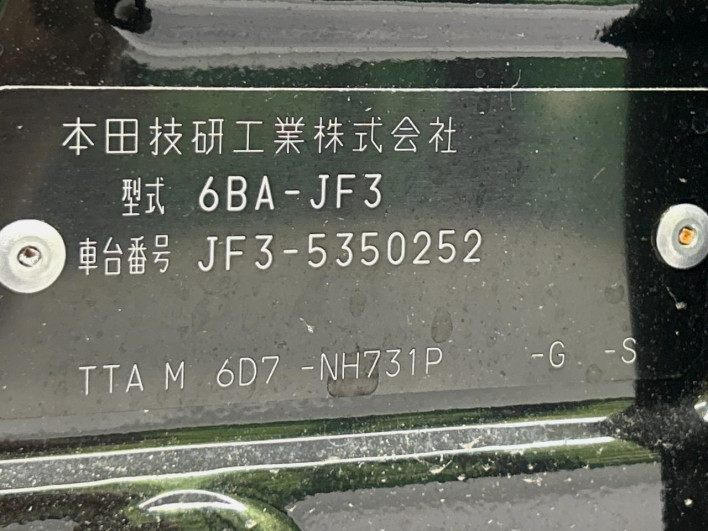 本田技研工業株式会社
型式 6BA-JF3
車台番号 JF3-5350252
TTA M 6D7 -NH731P -G -S